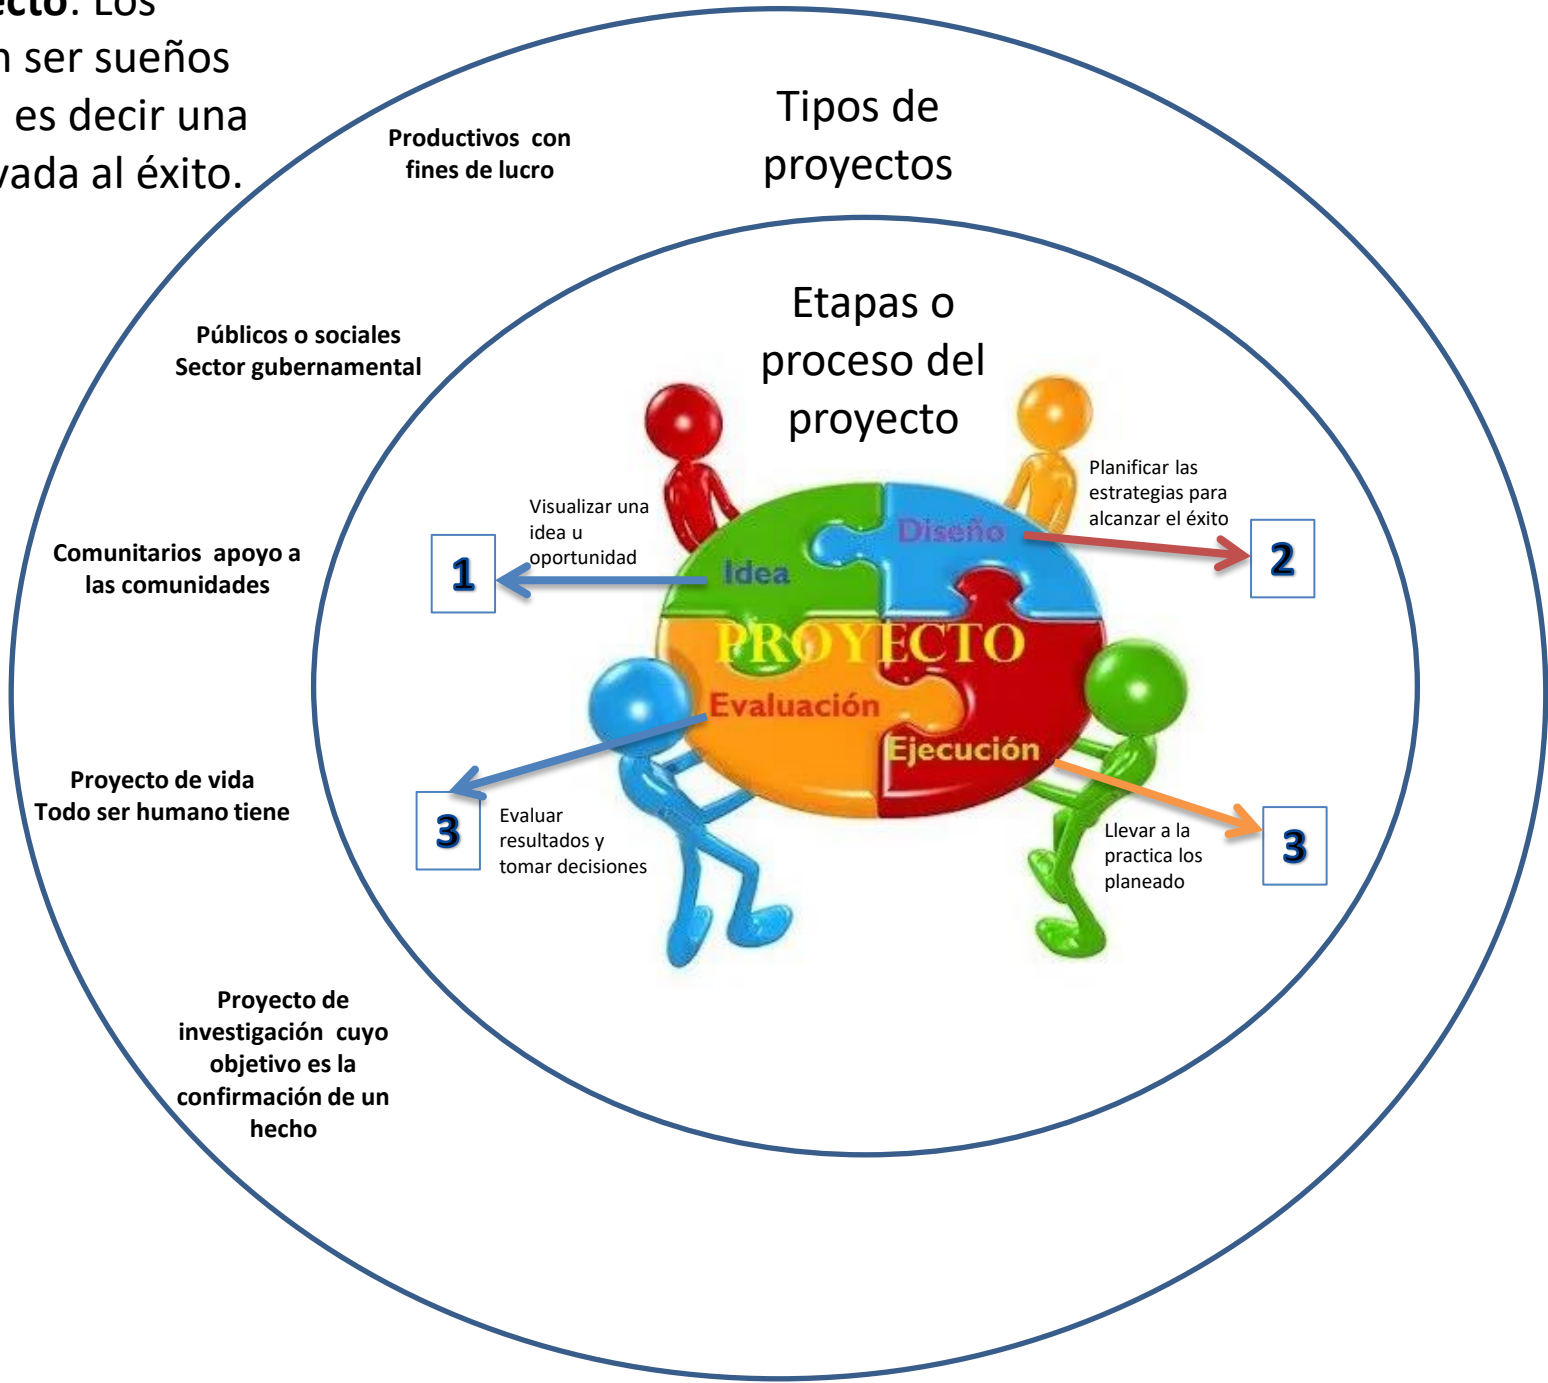 ecto. Los
n ser sueños
es decir una
vada al éxito.
Tipos de
proyectos
Productivos con
fines de lucro
Públicos o sociales
Sector gubernamental
Comunitarios apoyo a
las comunidades
Proyecto de vida
Todo ser humano tiene
Proyecto de
investigación cuyo
objetivo es la
confirmación de un
hecho
Etapas o
proceso del
proyecto
Visualizar una
idea u
oportunidad
1
Idea
Diseño
Planificar las
estrategias para
alcanzar el éxito
2
PROYECTO
Evaluación
Ejecución
3
Evaluar
resultados y
tomar decisiones
Llevar a la
practica los
planeado
3